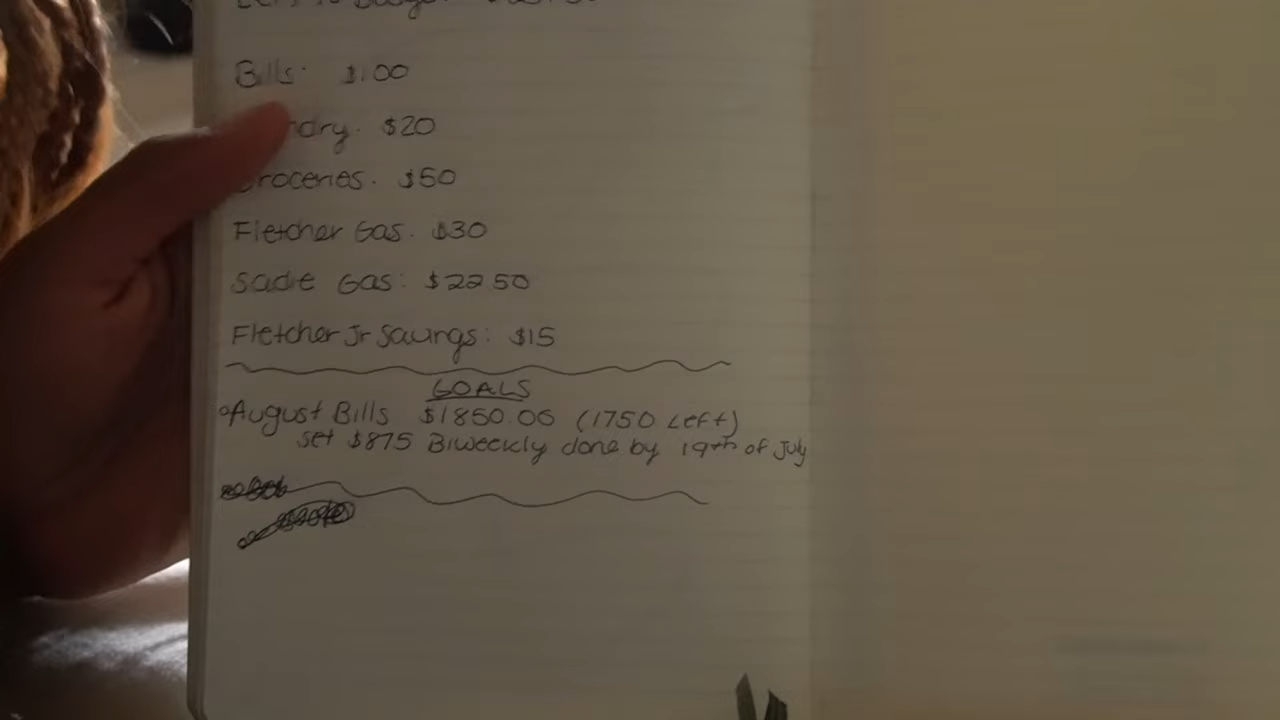 Bills: $100
ndry. $20
Groceries. $50
Fletcher Gas. $30
Sadie Gas: $22.50
Fletcher Jr Savings: $15
GOALS
August Bills $1850.00 (1750 Left)
set $875 Biweekly done by 19th of July